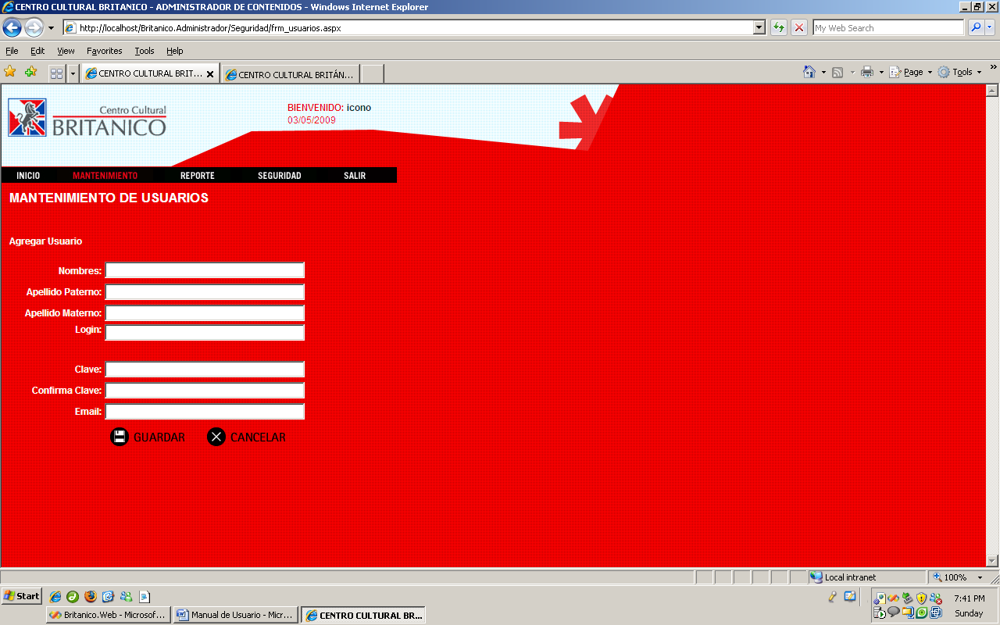 CENTRO CULTURAL BRITANICO - ADMINISTRADOR DE CONTENIDOS - Windows Internet Explorer
http://localhost/Britanico.Administrador/Seguridad/frm_usuarios.aspx
My Web Search
File Edit View Favorites Tools Help
CENTRO CULTURAL BRIT...
CENTRO CULTURAL BRITÁN...
Page
Tools
Centro Cultural
BRITANICO
BIENVENIDO: icono
03/05/2009
INICIO MANTENIMIENTO REPORTE SEGURIDAD SALIR
MANTENIMIENTO DE USUARIOS
Agregar Usuario
Nombres:
Apellido Paterno:
Apellido Materno:
Login:
Clave:
Confirma Clave:
Email:
GUARDAR CANCELAR
Local intranet
100%
Start
7:41 PM
Sunday
Britanico.Web - Microsof...
Manual de Usuario - Micr...
CENTRO CULTURAL BR...